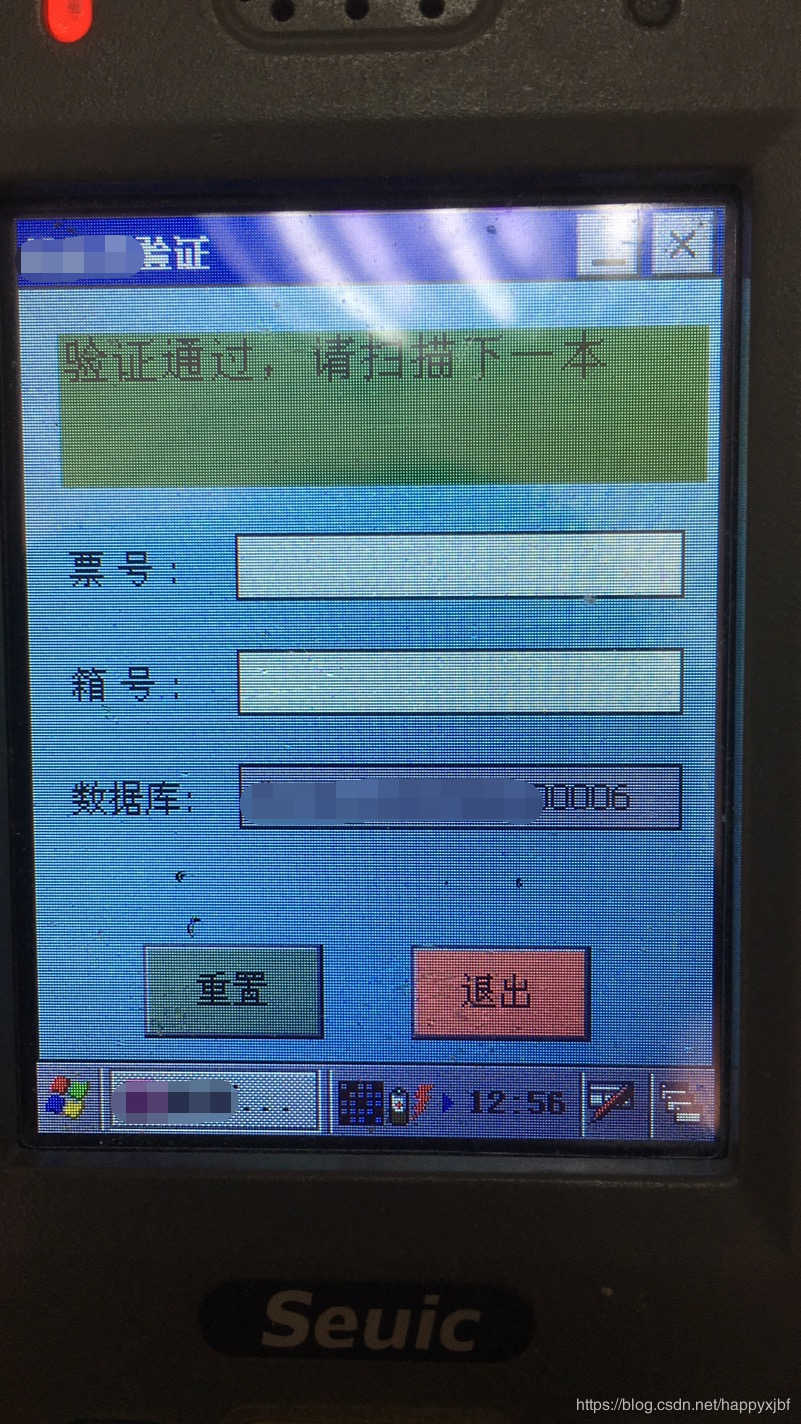 验证
验证通过，请扫描下一本
票 号：
箱 号：
数据库: 00006
重置
退出
...
12:56
Seuic
https://blog.csdn.net/happyxjbf